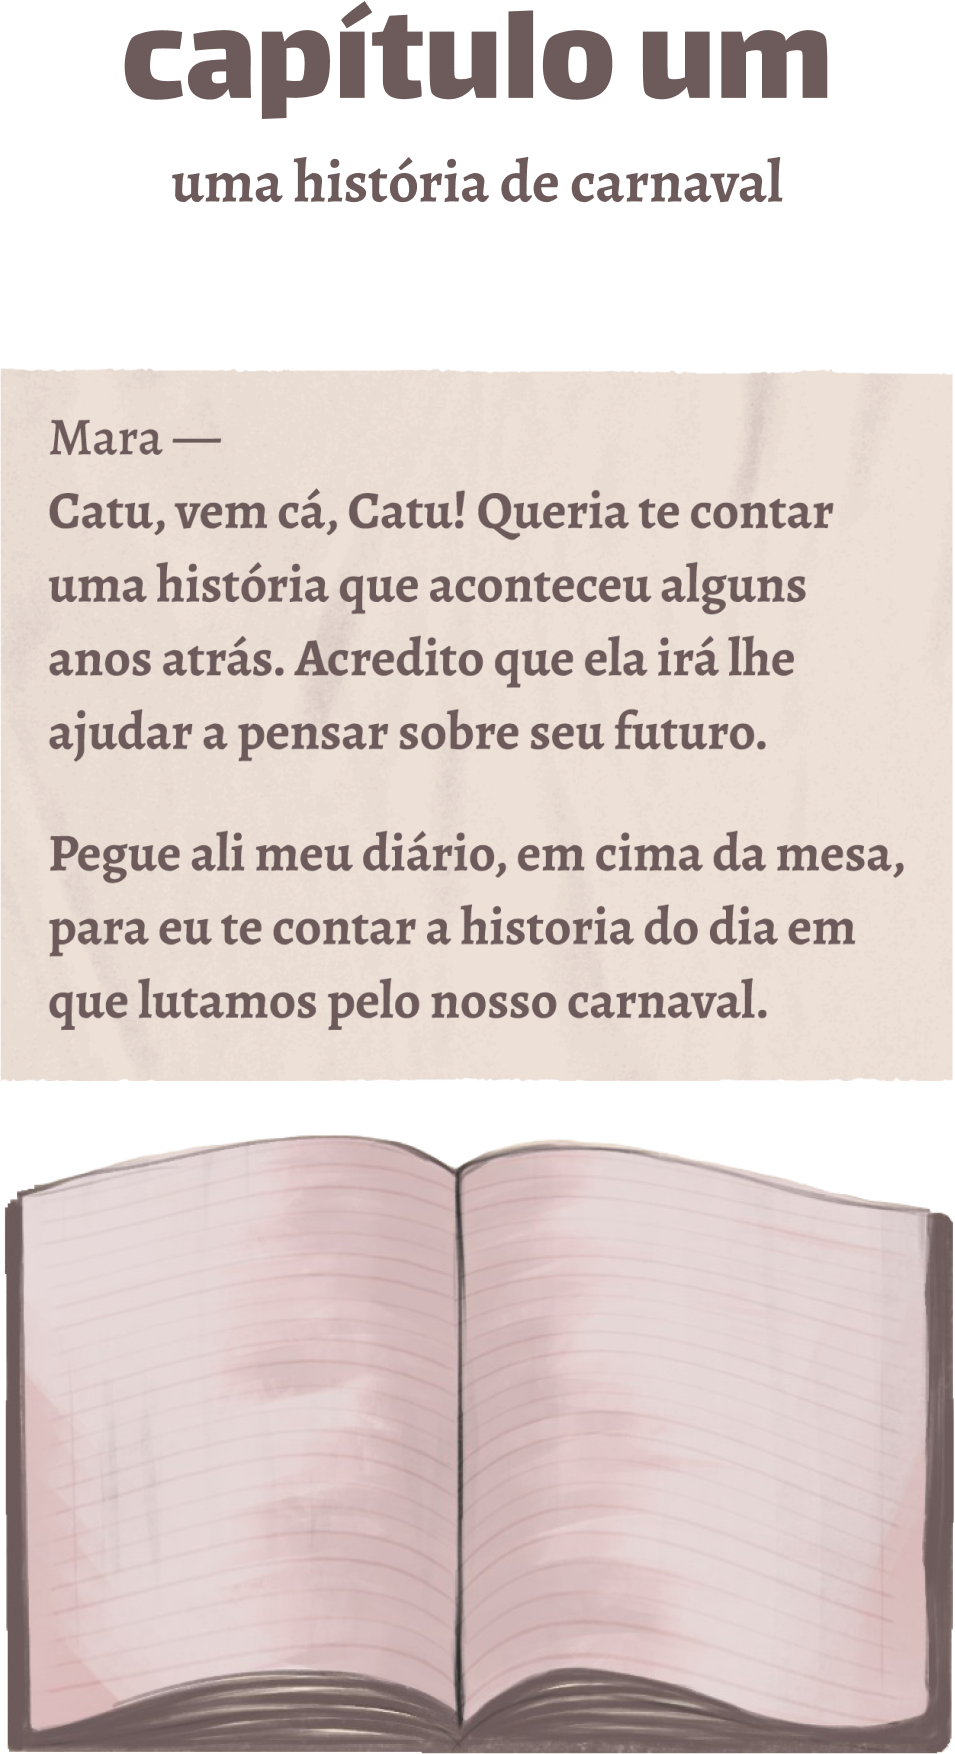 capítulo um
uma história de carnaval
Mara —
Catu, vem cá, Catu! Queria te contar
uma história que aconteceu alguns
anos atrás. Acredito que ela irá lhe
ajudar a pensar sobre seu futuro.
Pegue ali meu diário, em cima da mesa,
para eu te contar a historia do dia em
que lutamos pelo nosso carnaval.